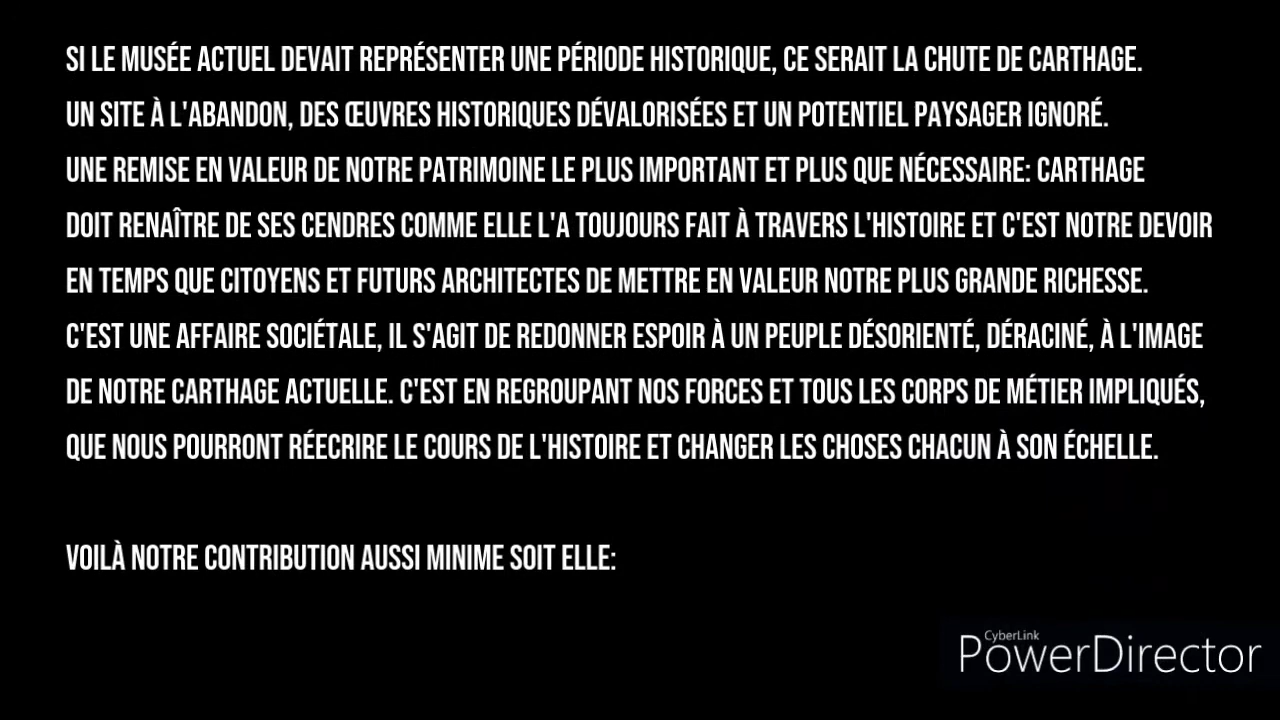 SI LE MUSÉE ACTUEL DEVAIT REPRÉSENTER UNE PÉRIODE HISTORIQUE, CE SERAIT LA CHUTE DE CARTHAGE.
UN SITE À L'ABANDON, DES ŒUVRES HISTORIQUES DÉVALORISÉES ET UN POTENTIEL PAYSAGER IGNORÉ.
UNE REMISE EN VALEUR DE NOTRE PATRIMOINE LE PLUS IMPORTANT ET PLUS QUE NÉCESSAIRE: CARTHAGE
DOIT RENAÎTRE DE SES CENDRES COMME ELLE L'A TOUJOURS FAIT À TRAVERS L'HISTOIRE ET C'EST NOTRE DEVOIR
EN TEMPS QUE CITOYENS ET FUTURS ARCHITECTES DE METTRE EN VALEUR NOTRE PLUS GRANDE RICHESSE.
C'EST UNE AFFAIRE SOCIÉTALE, IL S'AGIT DE REDONNER ESPOIR À UN PEUPLE DÉSORIENTÉ, DÉRACINÉ, À L'IMAGE
DE NOTRE CARTHAGE ACTUELLE. C'EST EN REGROUPANT NOS FORCES ET TOUS LES CORPS DE MÉTIER IMPLIQUÉS,
QUE NOUS POURRONT RÉECRIRE LE COURS DE L'HISTOIRE ET CHANGER LES CHOSES CHACUN À SON ÉCHELLE.
VOILÀ NOTRE CONTRIBUTION AUSSI MINIME SOIT ELLE:
CyberLink
PowerDirector